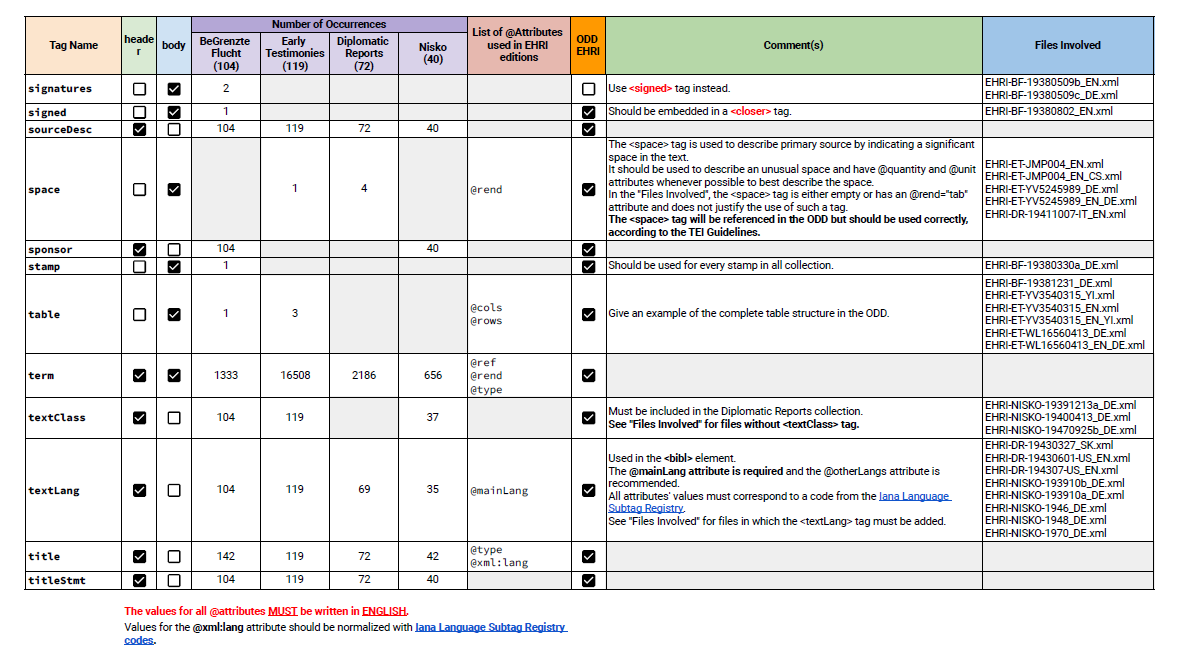 Tag Name
heade
r
body
Number of Occurrences
BeGrenzte
Flucht
(104)
Early
Testimonies
(119)
Diplomatic
Reports
(72)
Nisko
(40)
List of @Attributes
used in EHRI
editions
ODD
EHRI
Comment(s)
Files Involved
signatures
2
Use <signed> tag instead.
EHRI-BF-19380509b_EN.xml
EHRI-BF-19380509c_DE.xml
signed
1
Should be embedded in a <closer> tag.
EHRI-BF-19380802_EN.xml
sourceDesc
104 119 72 40
space
1 4
@rend
The <space> tag is used to describe primary source by indicating a significant
space in the text.
It should be used to describe an unusual space and have @quantity and @unit
attributes whenever possible to best describe the space.
In the "Files Involved", the <space> tag is either empty or has an @rend="tab"
attribute and does not justify the use of such a tag.
The <space> tag will be referenced in the ODD but should be used correctly,
according to the TEI Guidelines.
EHRI-ET-JMP004_EN.xml
EHRI-ET-JMP004_EN_CS.xml
EHRI-ET-YV5245989_DE.xml
EHRI-ET-YV5245989_EN_DE.xml
EHRI-DR-19411007-IT_EN.xml
sponsor
104 40
stamp
1
Should be used for every stamp in all collection.
EHRI-BF-19380330a_DE.xml
table
1 3
@cols
@rows
Give an example of the complete table structure in the ODD.
EHRI-BF-19381231_DE.xml
EHRI-ET-YV3540315_YI.xml
EHRI-ET-YV3540315_EN.xml
EHRI-ET-YV3540315_EN_YI.xml
EHRI-ET-WL16560413_DE.xml
EHRI-ET-WL16560413_EN_DE.xml
term
1333 16508 2186 656
@ref
@rend
@type
textClass
104 119 37
Must be included in the Diplomatic Reports collection.
See "Files Involved" for files without <textClass> tag.
EHRI-NISKO-19391213a_DE.xml
EHRI-NISKO-19400413_DE.xml
EHRI-NISKO-19470925b_DE.xml
textLang
104 119 69 35
@mainLang
Used in the <bibl> element.
The @mainLang attribute is required and the @otherLangs attribute is
recommended.
All attributes' values must correspond to a code from the Iana Language
Subtag Registry.
See "Files Involved" for files in which the <textLang> tag must be added.
EHRI-DR-19430327_SK.xml
EHRI-DR-19430601-US_EN.xml
EHRI-DR-194307-US_EN.xml
EHRI-NISKO-193910b_DE.xml
EHRI-NISKO-193910a_DE.xml
EHRI-NISKO-1946_DE.xml
EHRI-NISKO-1948_DE.xml
EHRI-NISKO-1970_DE.xml
title
142 119 72 42
@type
@xml:lang
titleStmt
104 119 72 40
The values for all @attributes MUST be written in ENGLISH.
Values for the @xml:lang attribute should be normalized with Iana Language Subtag Registry
codes.